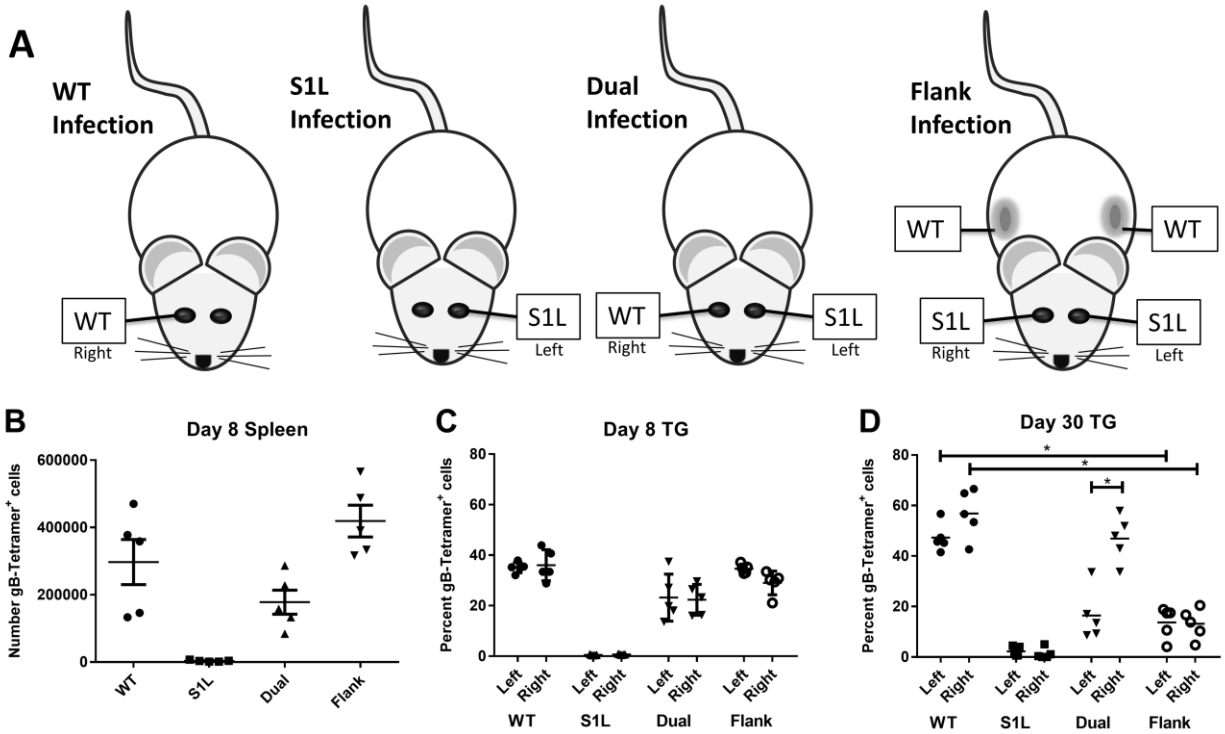 A
WT
Infection
S1L
Infection
Dual
Infection
Flank
Infection
WT
WT
WT
Right
S1L
Left
WT
Right
S1L
Left
S1L
Right
S1L
Left
B
Day 8 Spleen
Number gB-Tetramer+ cells
600000
400000
200000
0
WT
S1L
Dual
Flank
C
Day 8 TG
Percent gB-Tetramer+ cells
80
60
40
20
0
Left
Right
Left
Right
Left
Right
Left
Right
WT
S1L
Dual
Flank
D
Day 30 TG
Percent gB-Tetramer+ cells
80
60
40
20
0
*
*
*
Left
Right
Left
Right
Left
Right
Left
Right
WT
S1L
Dual
Flank